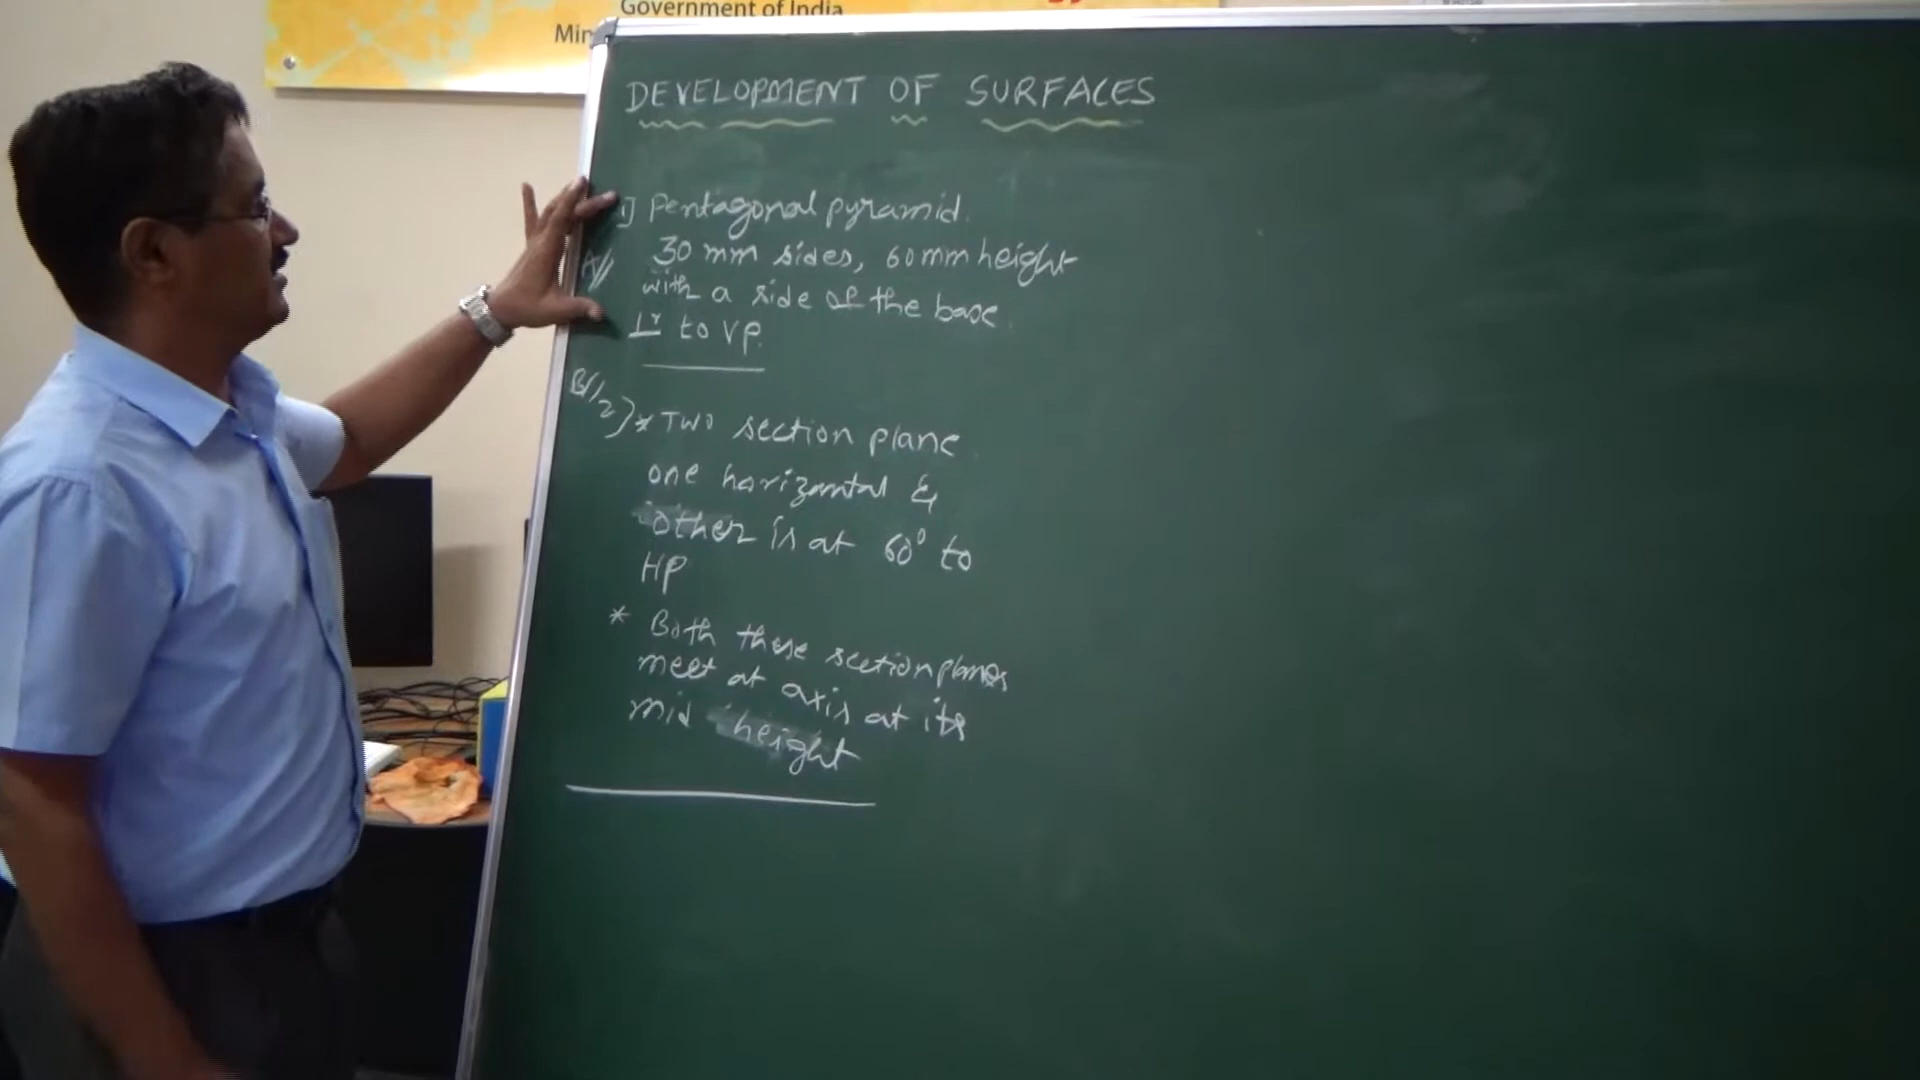 Government of India
Min
DEVELOPMENT OF SURFACES
1] Pentagonal pyramid.
A// 30 mm sides, 60mm height
with a side of the base.
⊥r to VP.
B//2) * Two section plane
one horizontal &
other is at 60° to
HP
* Both these section planes
meet at axis at its
mid height